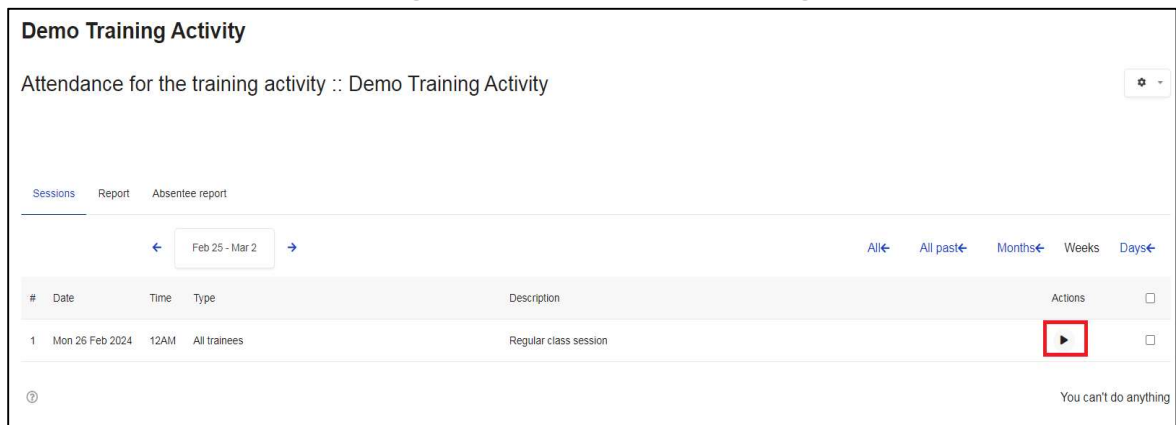 Demo Training Activity
Attendance for the training activity :: Demo Training Activity
Sessions Report Absentee report
Feb 25 - Mar 2 All All past Months Weeks Days
# Date Time Type Description Actions
1 Mon 26 Feb 2024 12AM All trainees Regular class session
You can't do anything